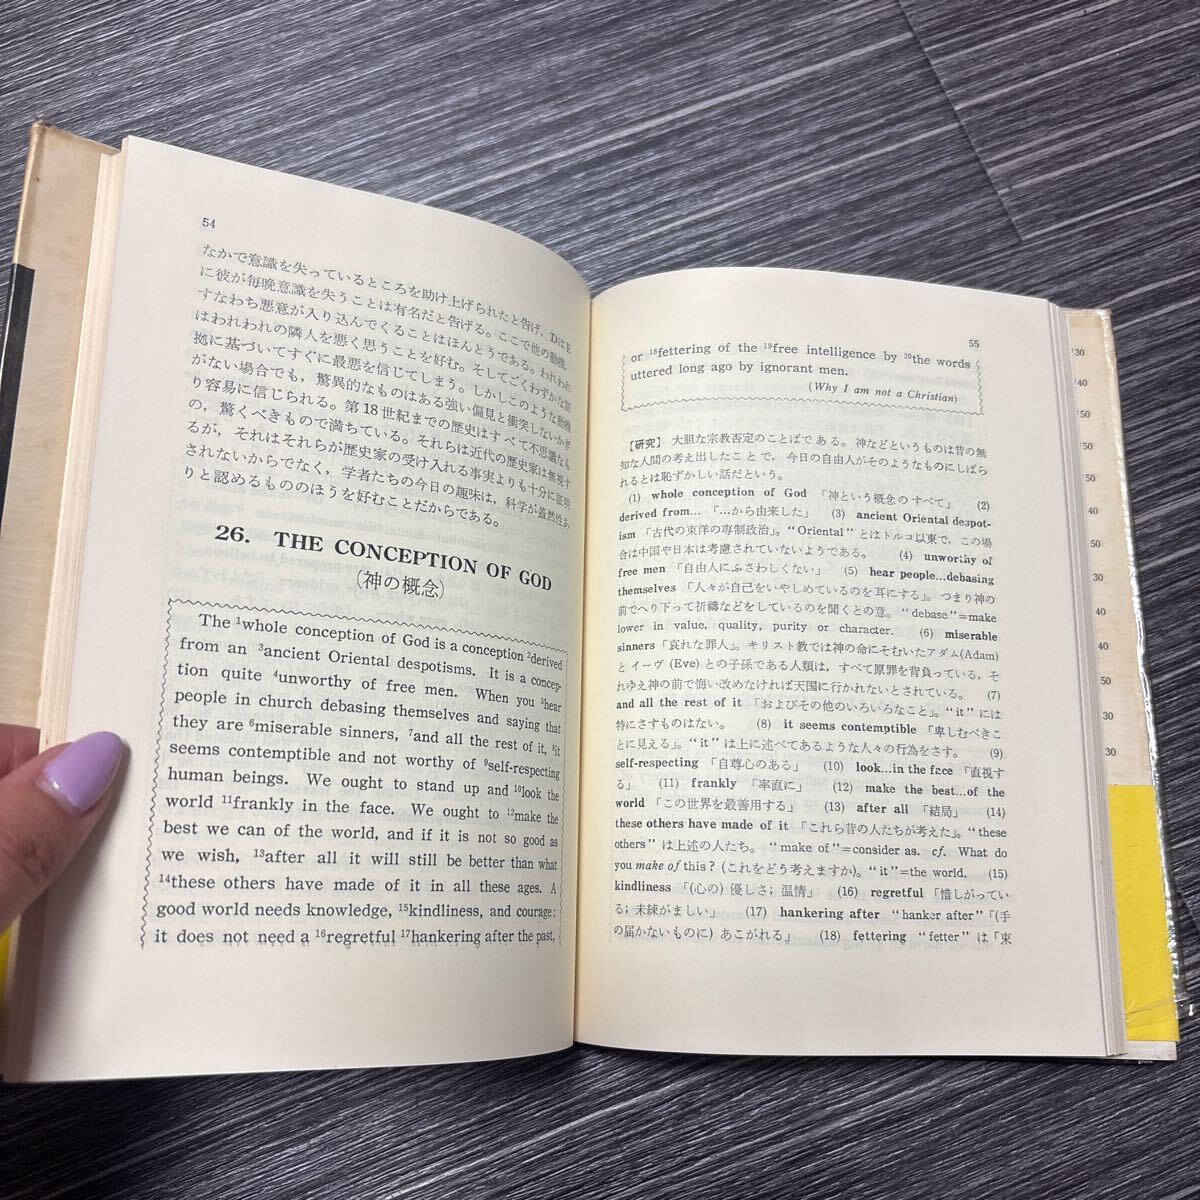 54
なかで意識を失っているところを助け上げられたと告げ, DはE
に彼が毎晩意識を失うことは有名だと告げる。ここで他の動機,
すなわち悪意が入り込んでくることはほんとうである。われわれ
はわれわれの隣人を悪く思うことを好む。そしてごくわずかな証
拠に基づいてすぐに最悪を信じてしまう。しかしこのような動機
がない場合でも, 驚異的なものはある強い偏見と衝突しないかぎ
り容易に信じられる。第18世紀までの歴史はすべて不思議なも
の, 驚くべきもので満ちている。それらは近代の歴史家は無視す
るが, それはそれらが歴史家の受け入れる事実よりも十分に証明
されないからでなく, 学者たちの今日の趣味は, 科学が蓋然性あ
りと認めるもののほうを好むことだからである。
26. THE CONCEPTION OF GOD
(神の概念)
The ¹whole conception of God is a conception ²derived
from an ³ancient Oriental despotisms. It is a concep-
tion quite ⁴unworthy of free men. When you ⁵hear
people in church debasing themselves and saying that
they are ⁶miserable sinners, ⁷and all the rest of it, ⁸it
seems contemptible and not worthy of ⁹self-respecting
human beings. We ought to stand up and ¹⁰look the
world ¹¹frankly in the face. We ought to ¹²make the
best we can of the world, and if it is not so good as
we wish, ¹³after all it will still be better than what
¹⁴these others have made of it in all these ages. A
good world needs knowledge, ¹⁵kindliness, and courage;
it does not need a ¹⁶regretful ¹⁷hankering after the past,
55
or ¹⁸fettering of the ¹⁹free intelligence by ²⁰the words
uttered long ago by ignorant men.
(Why I am not a Christian)
【研究】 大胆な宗教否定のことばである。神などというものは昔の無
知な人間の考え出したことで, 今日の自由人がそのようなものにしばら
れるとは恥ずかしい話だという。
(1) whole conception of God 「神という概念のすべて」 (2)
derived from... 「...から由来した」 (3) ancient Oriental despot-
ism 「古代の東洋の専制政治」。"Oriental" とはトルコ以東で, この場
合は中国や日本は考慮されていないようである。 (4) unworthy of
free men 「自由人にふさわしくない」 (5) hear people...debasing
themselves 「人々が自己をいやしめているのを耳にする」。つまり神の
前でへり下って祈禱などをしているのを聞くとの意。"debase"=make
lower in value, quality, purity or character. (6) miserable
sinners 「哀れな罪人」。キリスト教では神の命にそむいたアダム(Adam)
とイーヴ (Eve) との子孫である人類は, すべて原罪を背負っている, そ
れゆえ神の前で悔い改めなければ天国に行かれないとされている。 (7)
and all the rest of it 「およびその他のいろいろなこと」。"it" には
特にさすものはない。 (8) it seems contemptible 「卑しむべきこ
とに見える」。"it" は上に述べてあるような人々の行為をさす。 (9)
self-respecting 「自尊心のある」 (10) look...in the face 「直視す
る」 (11) frankly 「率直に」 (12) make the best...of the
world 「この世界を最善用する」 (13) after all 「結局」 (14)
these others have made of it 「これら昔の人たちが考えた」。"these
others" は上述の人たち。"make of"=consider as. cf. What do
you make of this? (これをどう考えますか)。"it"=the world. (15)
kindliness 「(心の) 優しさ; 温情」 (16) regretful 「惜しがってい
る; 未練がましい」 (17) hankering after "hanker after"「(手
の届かないものに) あこがれる」 (18) fettering "fetter" は「束
30
40
30
40
30
40
50
30
30